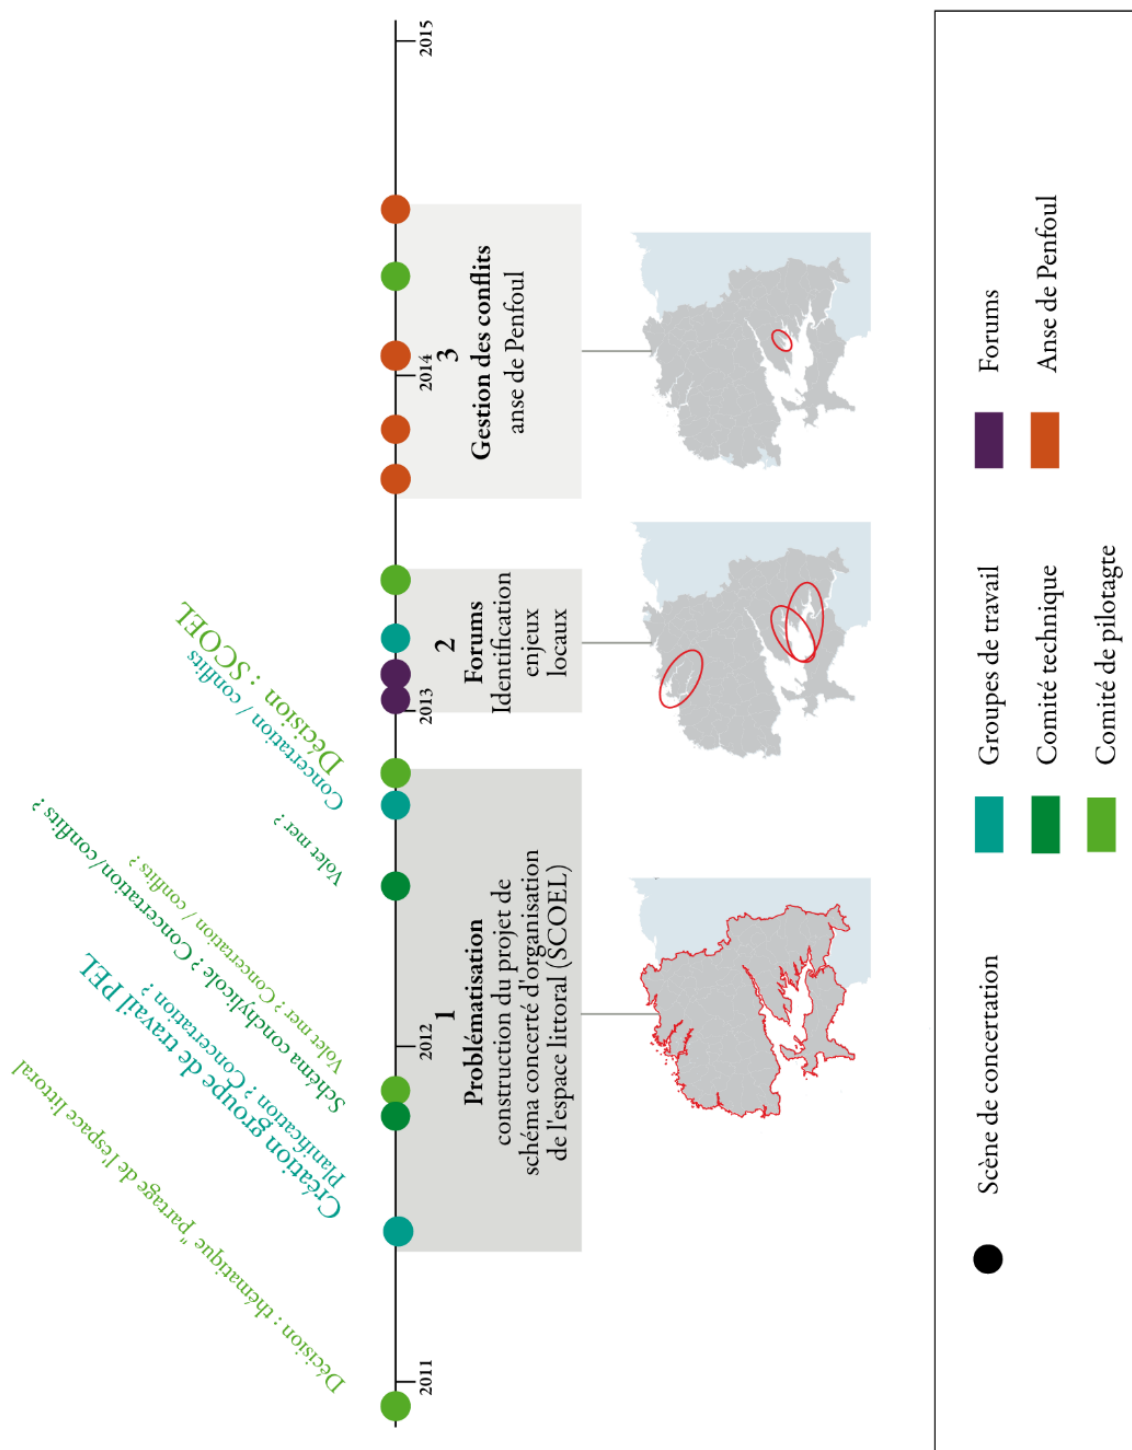 Décision : thématique "partage de l'espace littoral
Création groupe de travail PEL
Planification ? Concertation ?
Schéma conchylicole ? Concertation/conflits ?
Volet mer ? Concertation / conflits ?
Volet mer ?
Concertation / conflits
Décision : SCOEL
2011
2012
2013
2014
2015
1
Problématisation
construction du projet de
schéma concerté d'organisation
de l'espace littoral (SCOEL)
2
Forums
Identification
enjeux
locaux
3
Gestion des conflits
anse de Penfoul
Scène de concertation
Groupes de travail
Comité technique
Comité de pilotagte
Forums
Anse de Penfoul